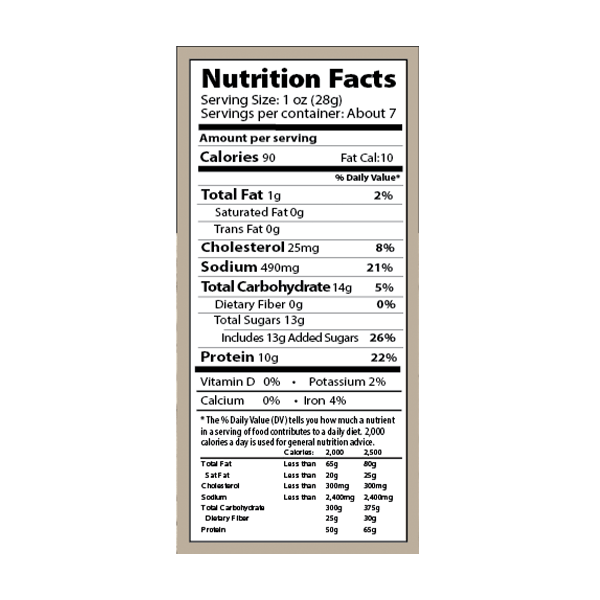 Nutrition Facts
Serving Size: 1 oz (28g)
Servings per container: About 7
Amount per serving
Calories 90 Fat Cal:10
% Daily Value*
Total Fat 1g 2%
Saturated Fat 0g
Trans Fat 0g
Cholesterol 25mg 8%
Sodium 490mg 21%
Total Carbohydrate 14g 5%
Dietary Fiber 0g 0%
Total Sugars 13g
Includes 13g Added Sugars 26%
Protein 10g 22%
Vitamin D 0% • Potassium 2%
Calcium 0% • Iron 4%
* The % Daily Value (DV) tells you how much a nutrient
in a serving of food contributes to a daily diet. 2,000
calories a day is used for general nutrition advice.
Calories: 2,000 2,500
Total Fat Less than 65g 80g
Sat Fat Less than 20g 25g
Cholesterol Less than 300mg 300mg
Sodium Less than 2,400mg 2,400mg
Total Carbohydrate 300g 375g
Dietary Fiber 25g 30g
Protein 50g 65g